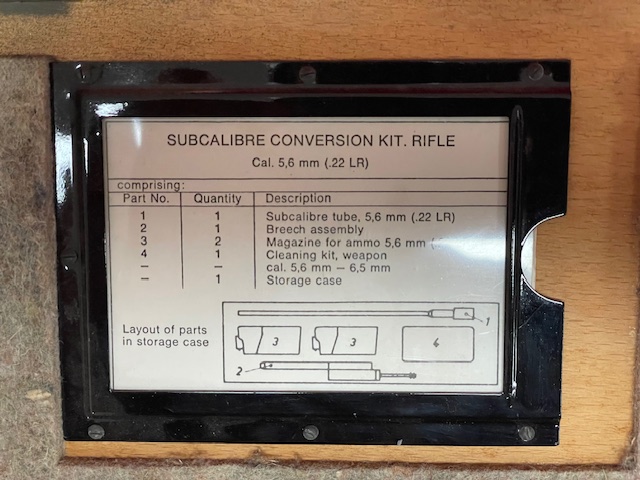 SUBCALIBRE CONVERSION KIT. RIFLE
Cal. 5,6 mm (.22 LR)
comprising:
Part No. Quantity Description
1 1 Subcalibre tube, 5,6 mm (.22 LR)
2 1 Breech assembly
3 2 Magazine for ammo 5,6 mm
4 1 Cleaning kit, weapon
— — cal. 5,6 mm — 6,5 mm
— 1 Storage case
Layout of parts
in storage case
1
3 3 4
2